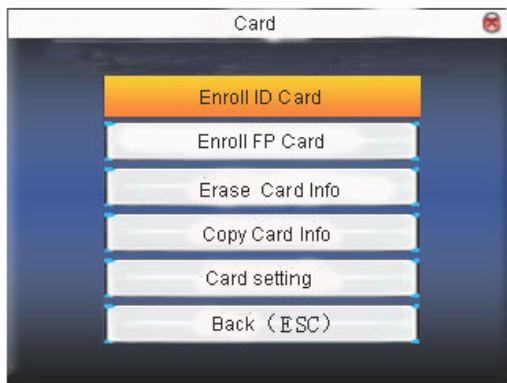 Card
Enroll ID Card
Enroll FP Card
Erase Card Info
Copy Card Info
Card setting
Back (ESC)